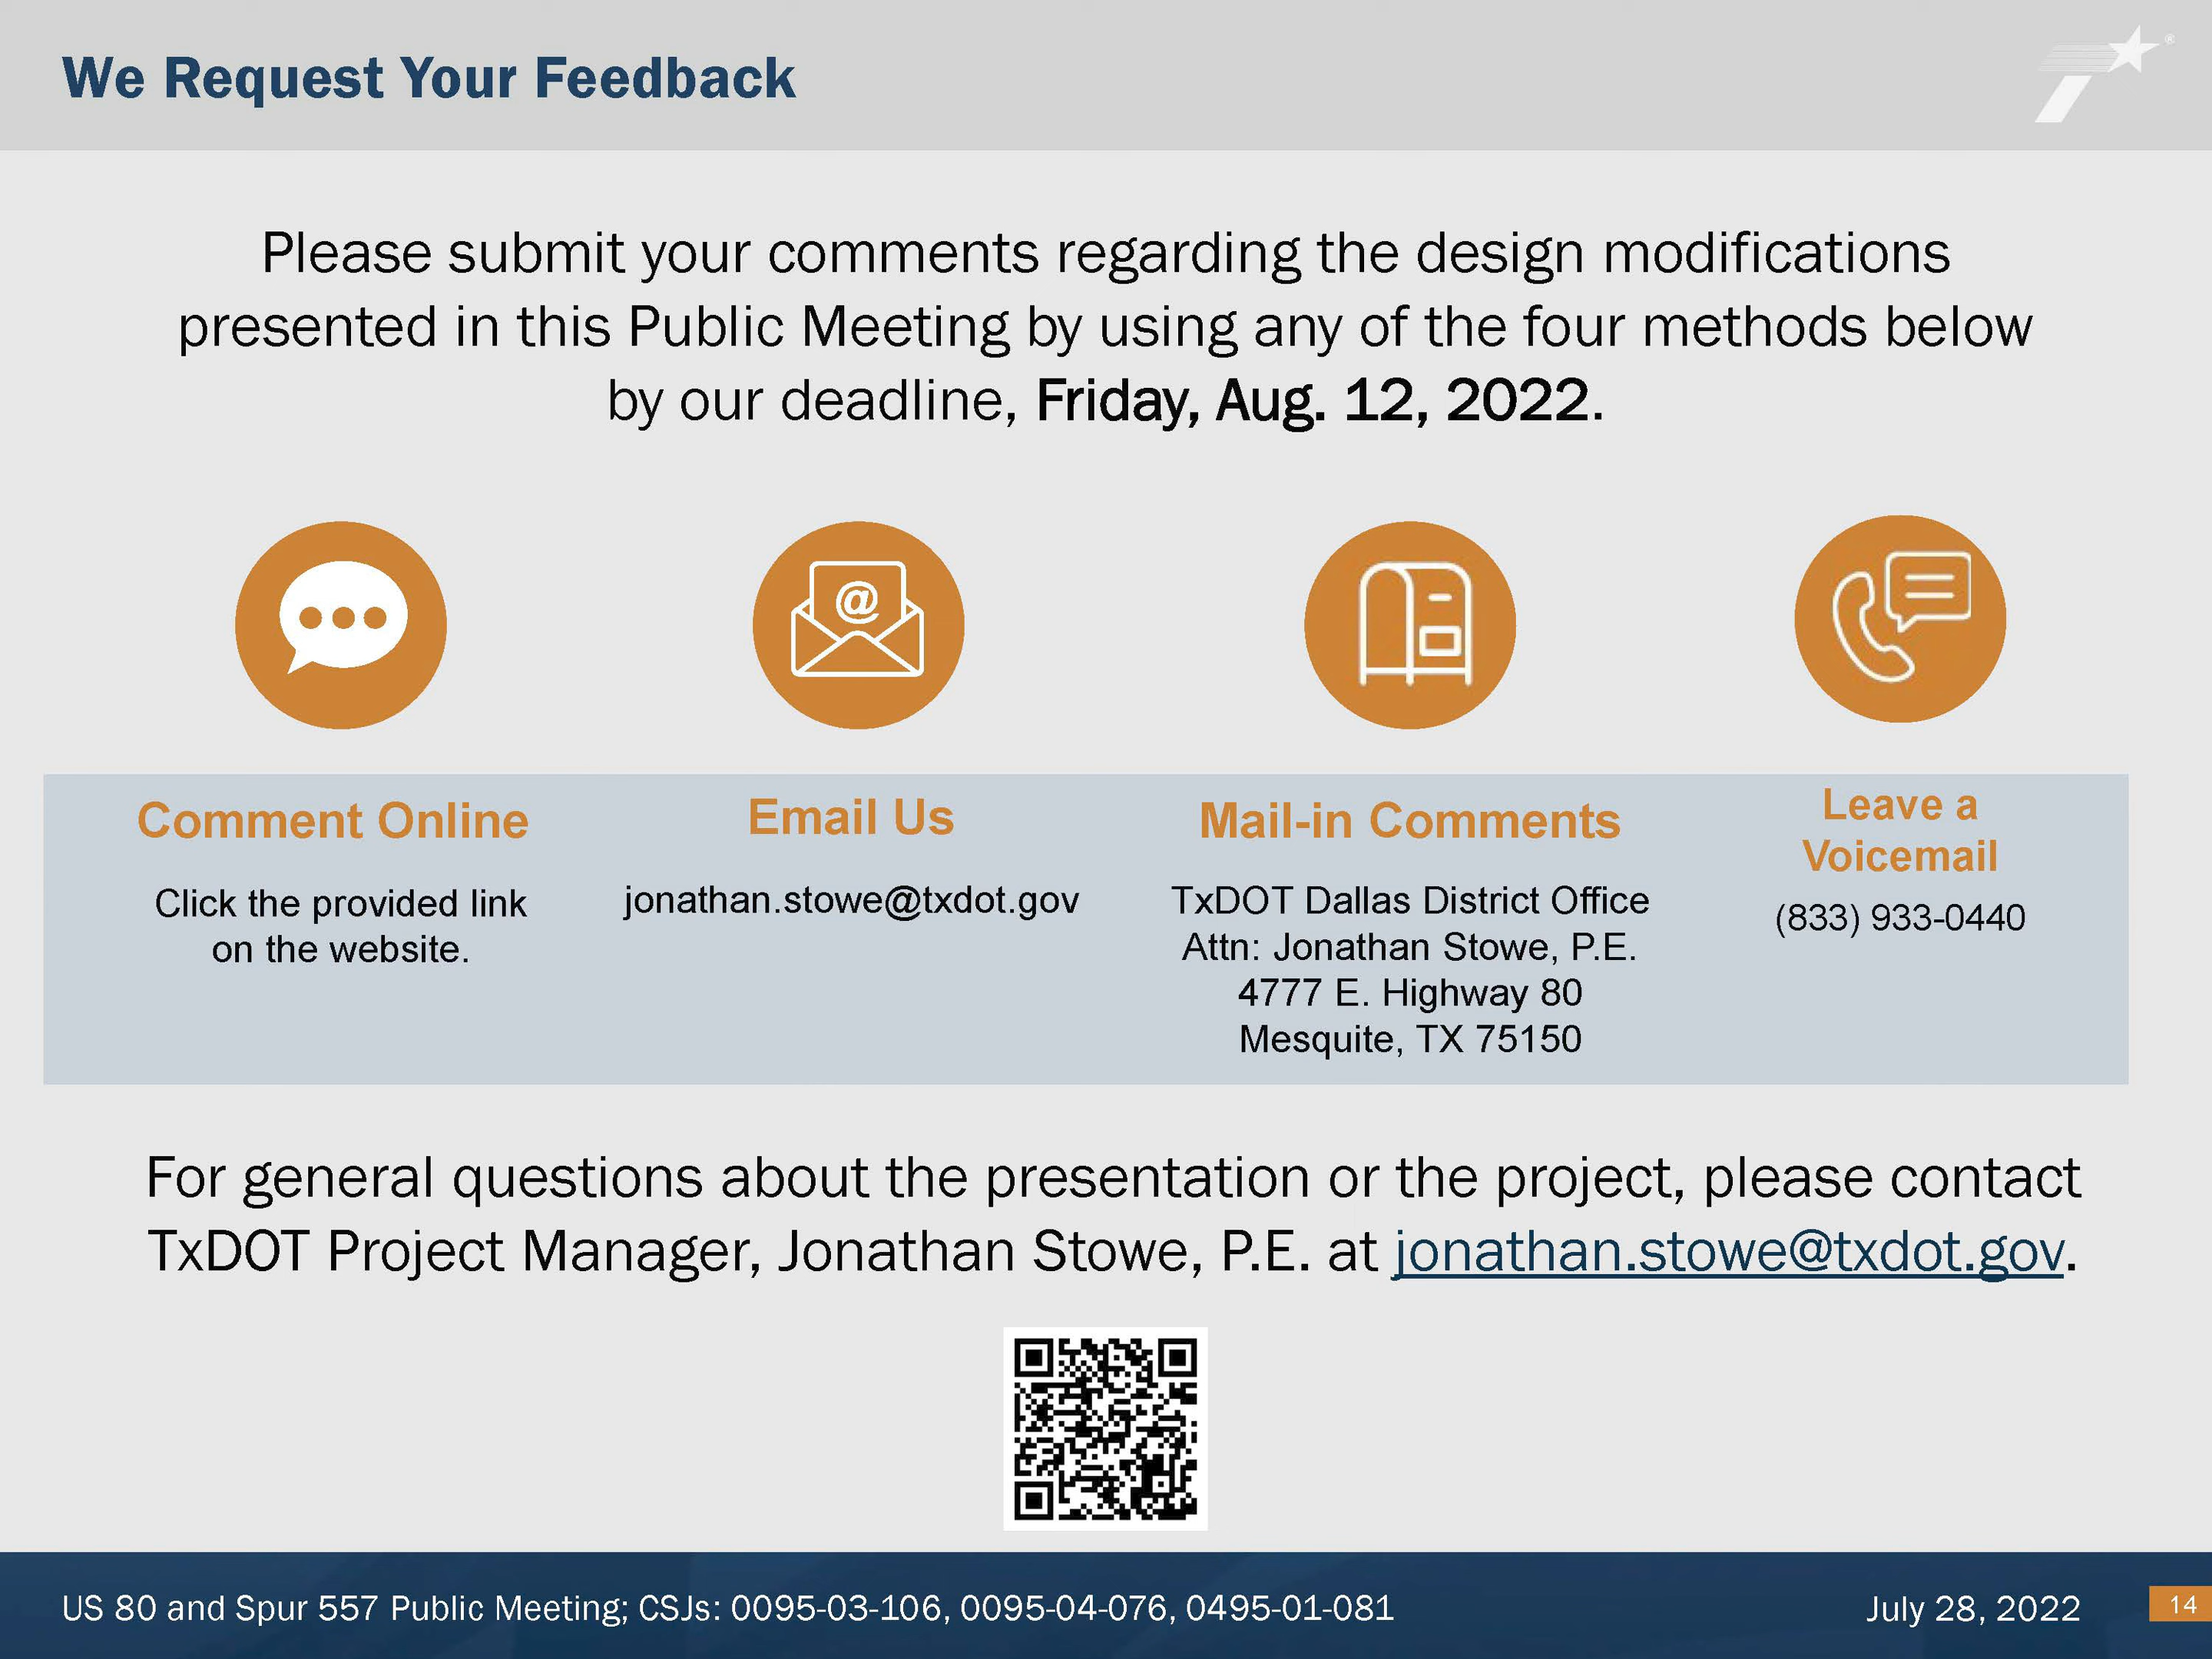 We Request Your Feedback
®
Please submit your comments regarding the design modifications
presented in this Public Meeting by using any of the four methods below
by our deadline, Friday, Aug. 12, 2022.
@
Comment Online
Click the provided link
on the website.
Email Us
jonathan.stowe@txdot.gov
Mail-in Comments
TxDOT Dallas District Office
Attn: Jonathan Stowe, P.E.
4777 E. Highway 80
Mesquite, TX 75150
Leave a
Voicemail
(833) 933-0440
For general questions about the presentation or the project, please contact
TxDOT Project Manager, Jonathan Stowe, P.E. at jonathan.stowe@txdot.gov.
US 80 and Spur 557 Public Meeting; CSJs: 0095-03-106, 0095-04-076, 0495-01-081
July 28, 2022
14